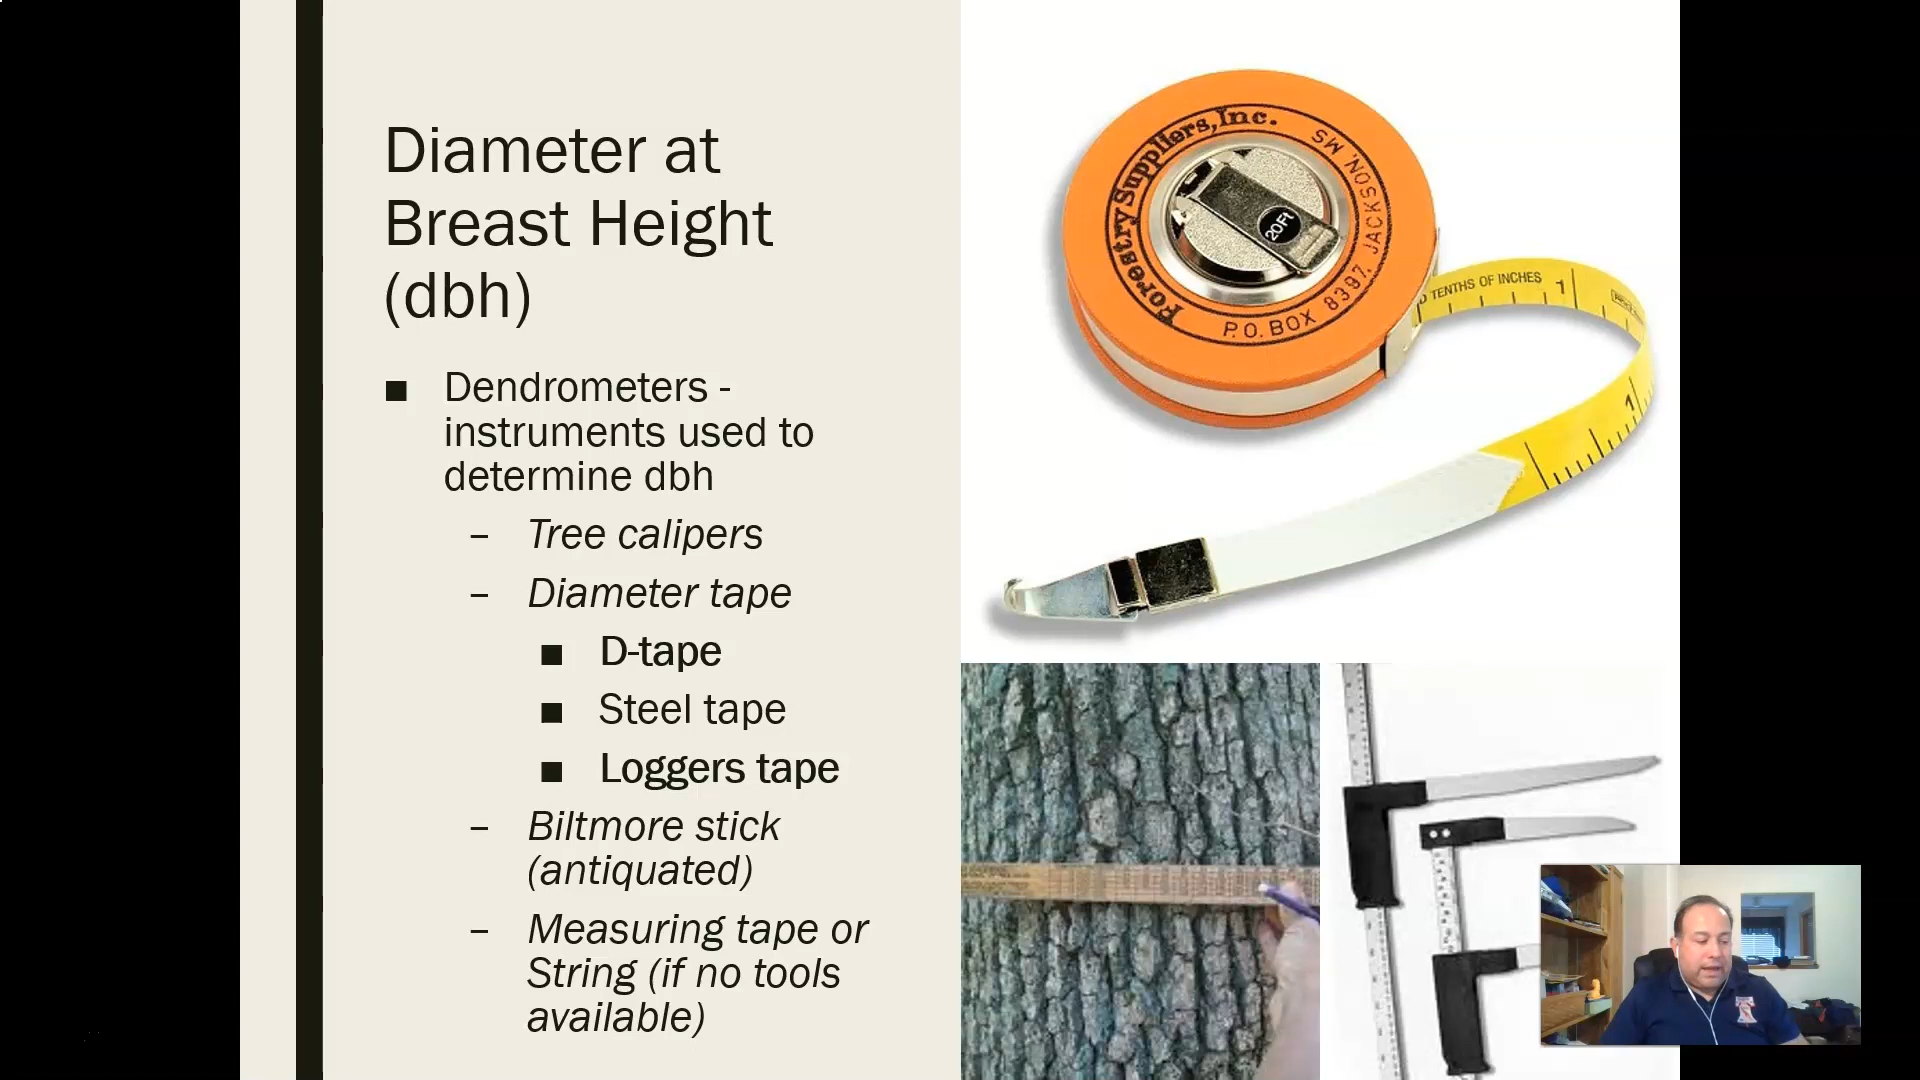 Diameter at
Breast Height
(dbh)
■ Dendrometers -
instruments used to
determine dbh
– Tree calipers
– Diameter tape
■ D-tape
■ Steel tape
■ Loggers tape
– Biltmore stick
(antiquated)
– Measuring tape or
String (if no tools
available)
Forestry Suppliers, Inc.
P.O. BOX 8397, JACKSON, MS
20Ft
TENTHS OF INCHES 1
1